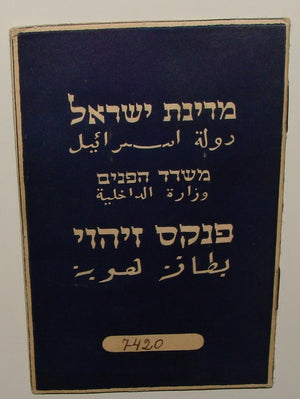 מדינת ישראל
دولة اسرائيل
משרד הפנים
وزارة الداخلية
פנקס זיהוי
بطاقة هوية
7420